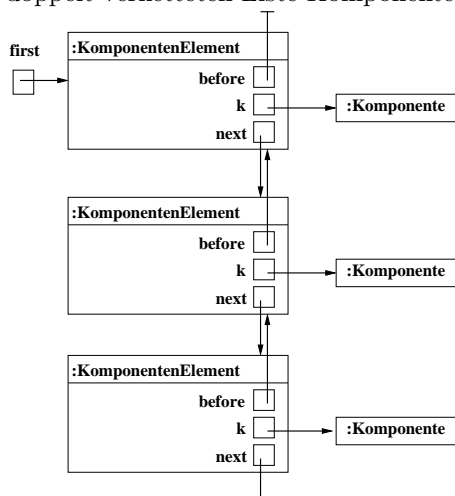 doppelt verketteten Liste Komponente
first
:KomponentenElement
before
k
:Komponente
next
:KomponentenElement
before
k
:Komponente
next
:KomponentenElement
before
k
:Komponente
next